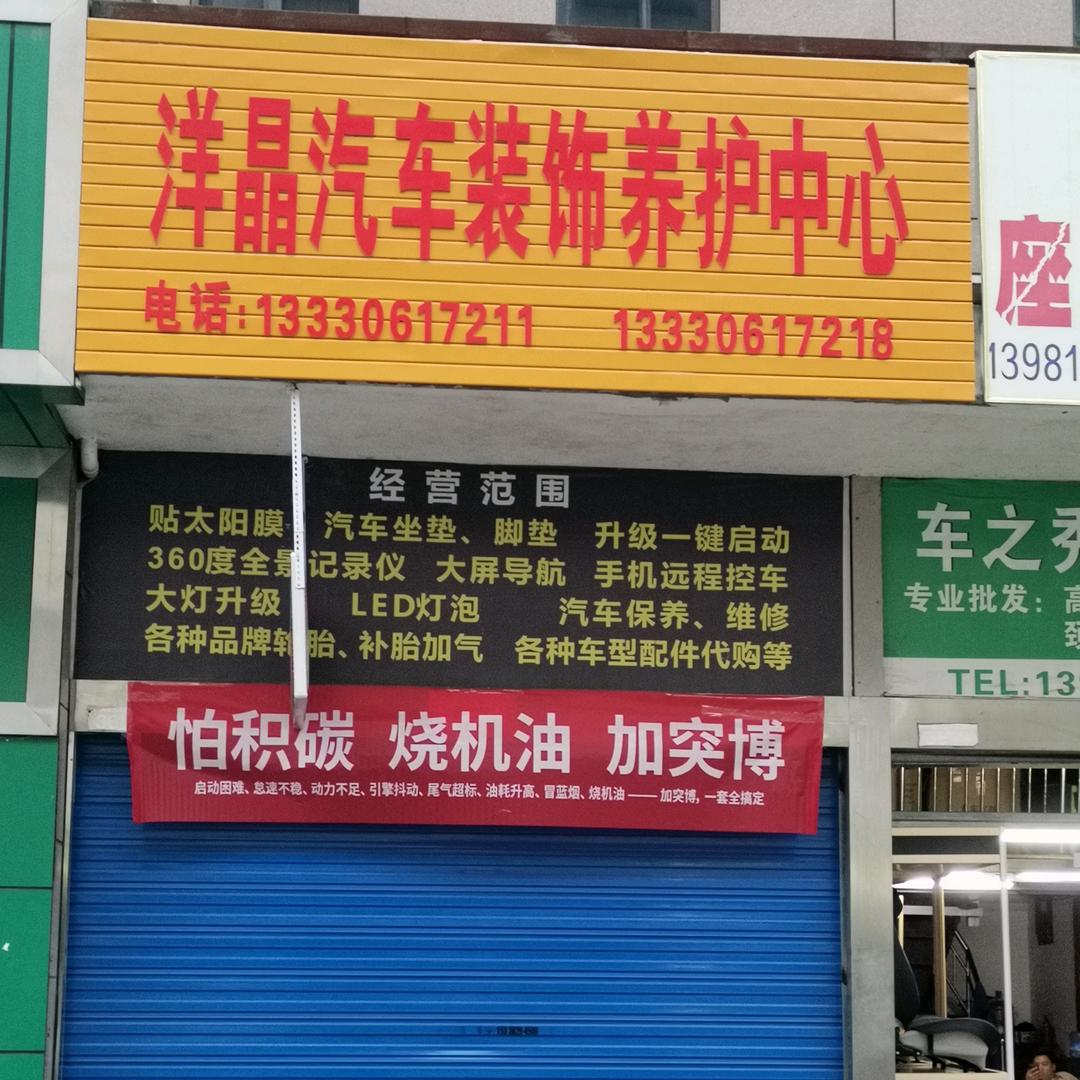 洋晶汽车装饰养护中心
电话:13330617211 13330617218
经营范围
贴太阳膜 汽车坐垫、脚垫 升级一键启动
360度全景记录仪 大屏导航 手机远程控车
大灯升级 LED灯泡 汽车保养、维修
各种品牌轮胎、补胎加气 各种车型配件代购等
怕积碳 烧机油 加突博
启动困难、怠速不稳、动力不足、引擎抖动、尾气超标、油耗升高、冒蓝烟、烧机油——加突博,一套全搞定
座
13981
车之秀
专业批发:高
TEL:139